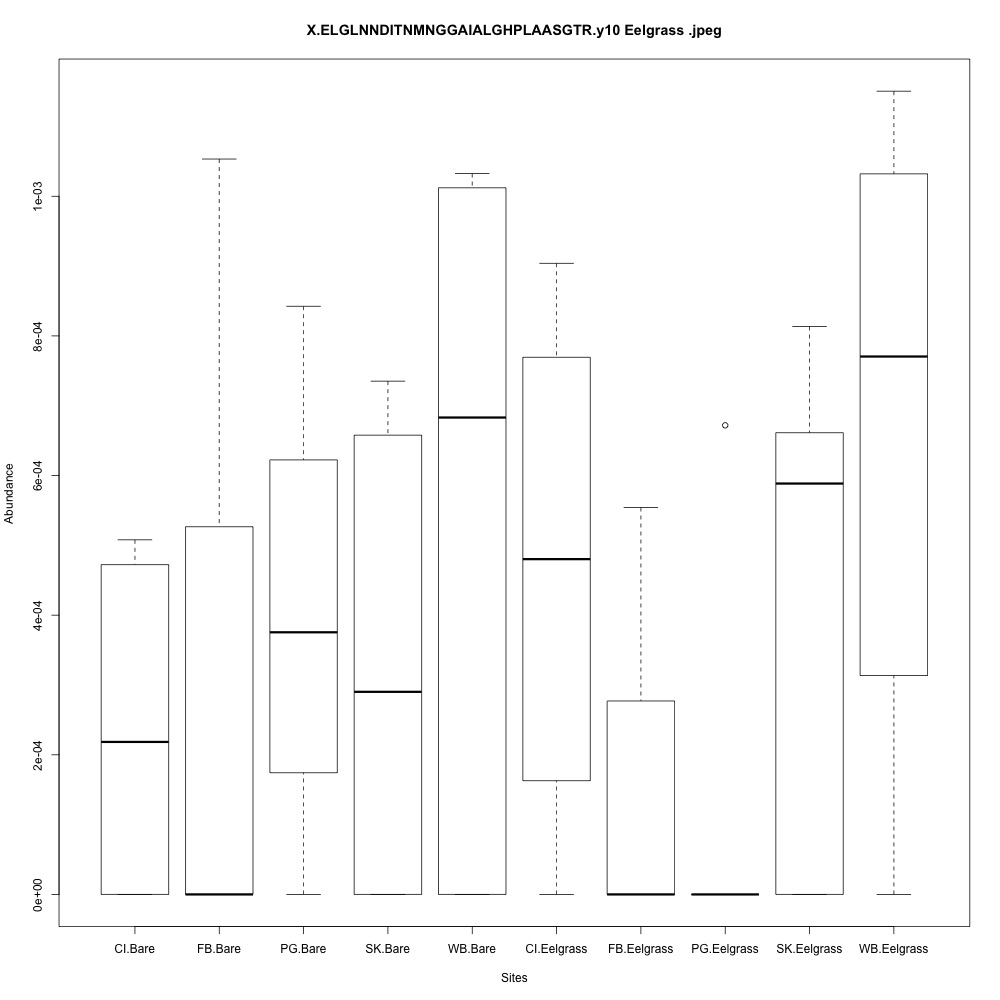 X.ELGLNNDITNMNGGAIALGHPLAASGTR.y10 Eelgrass .jpeg
Abundance
1e-03
8e-04
6e-04
4e-04
2e-04
0e+00
CI.Bare FB.Bare PG.Bare SK.Bare WB.Bare CI.Eelgrass FB.Eelgrass PG.Eelgrass SK.Eelgrass WB.Eelgrass
Sites